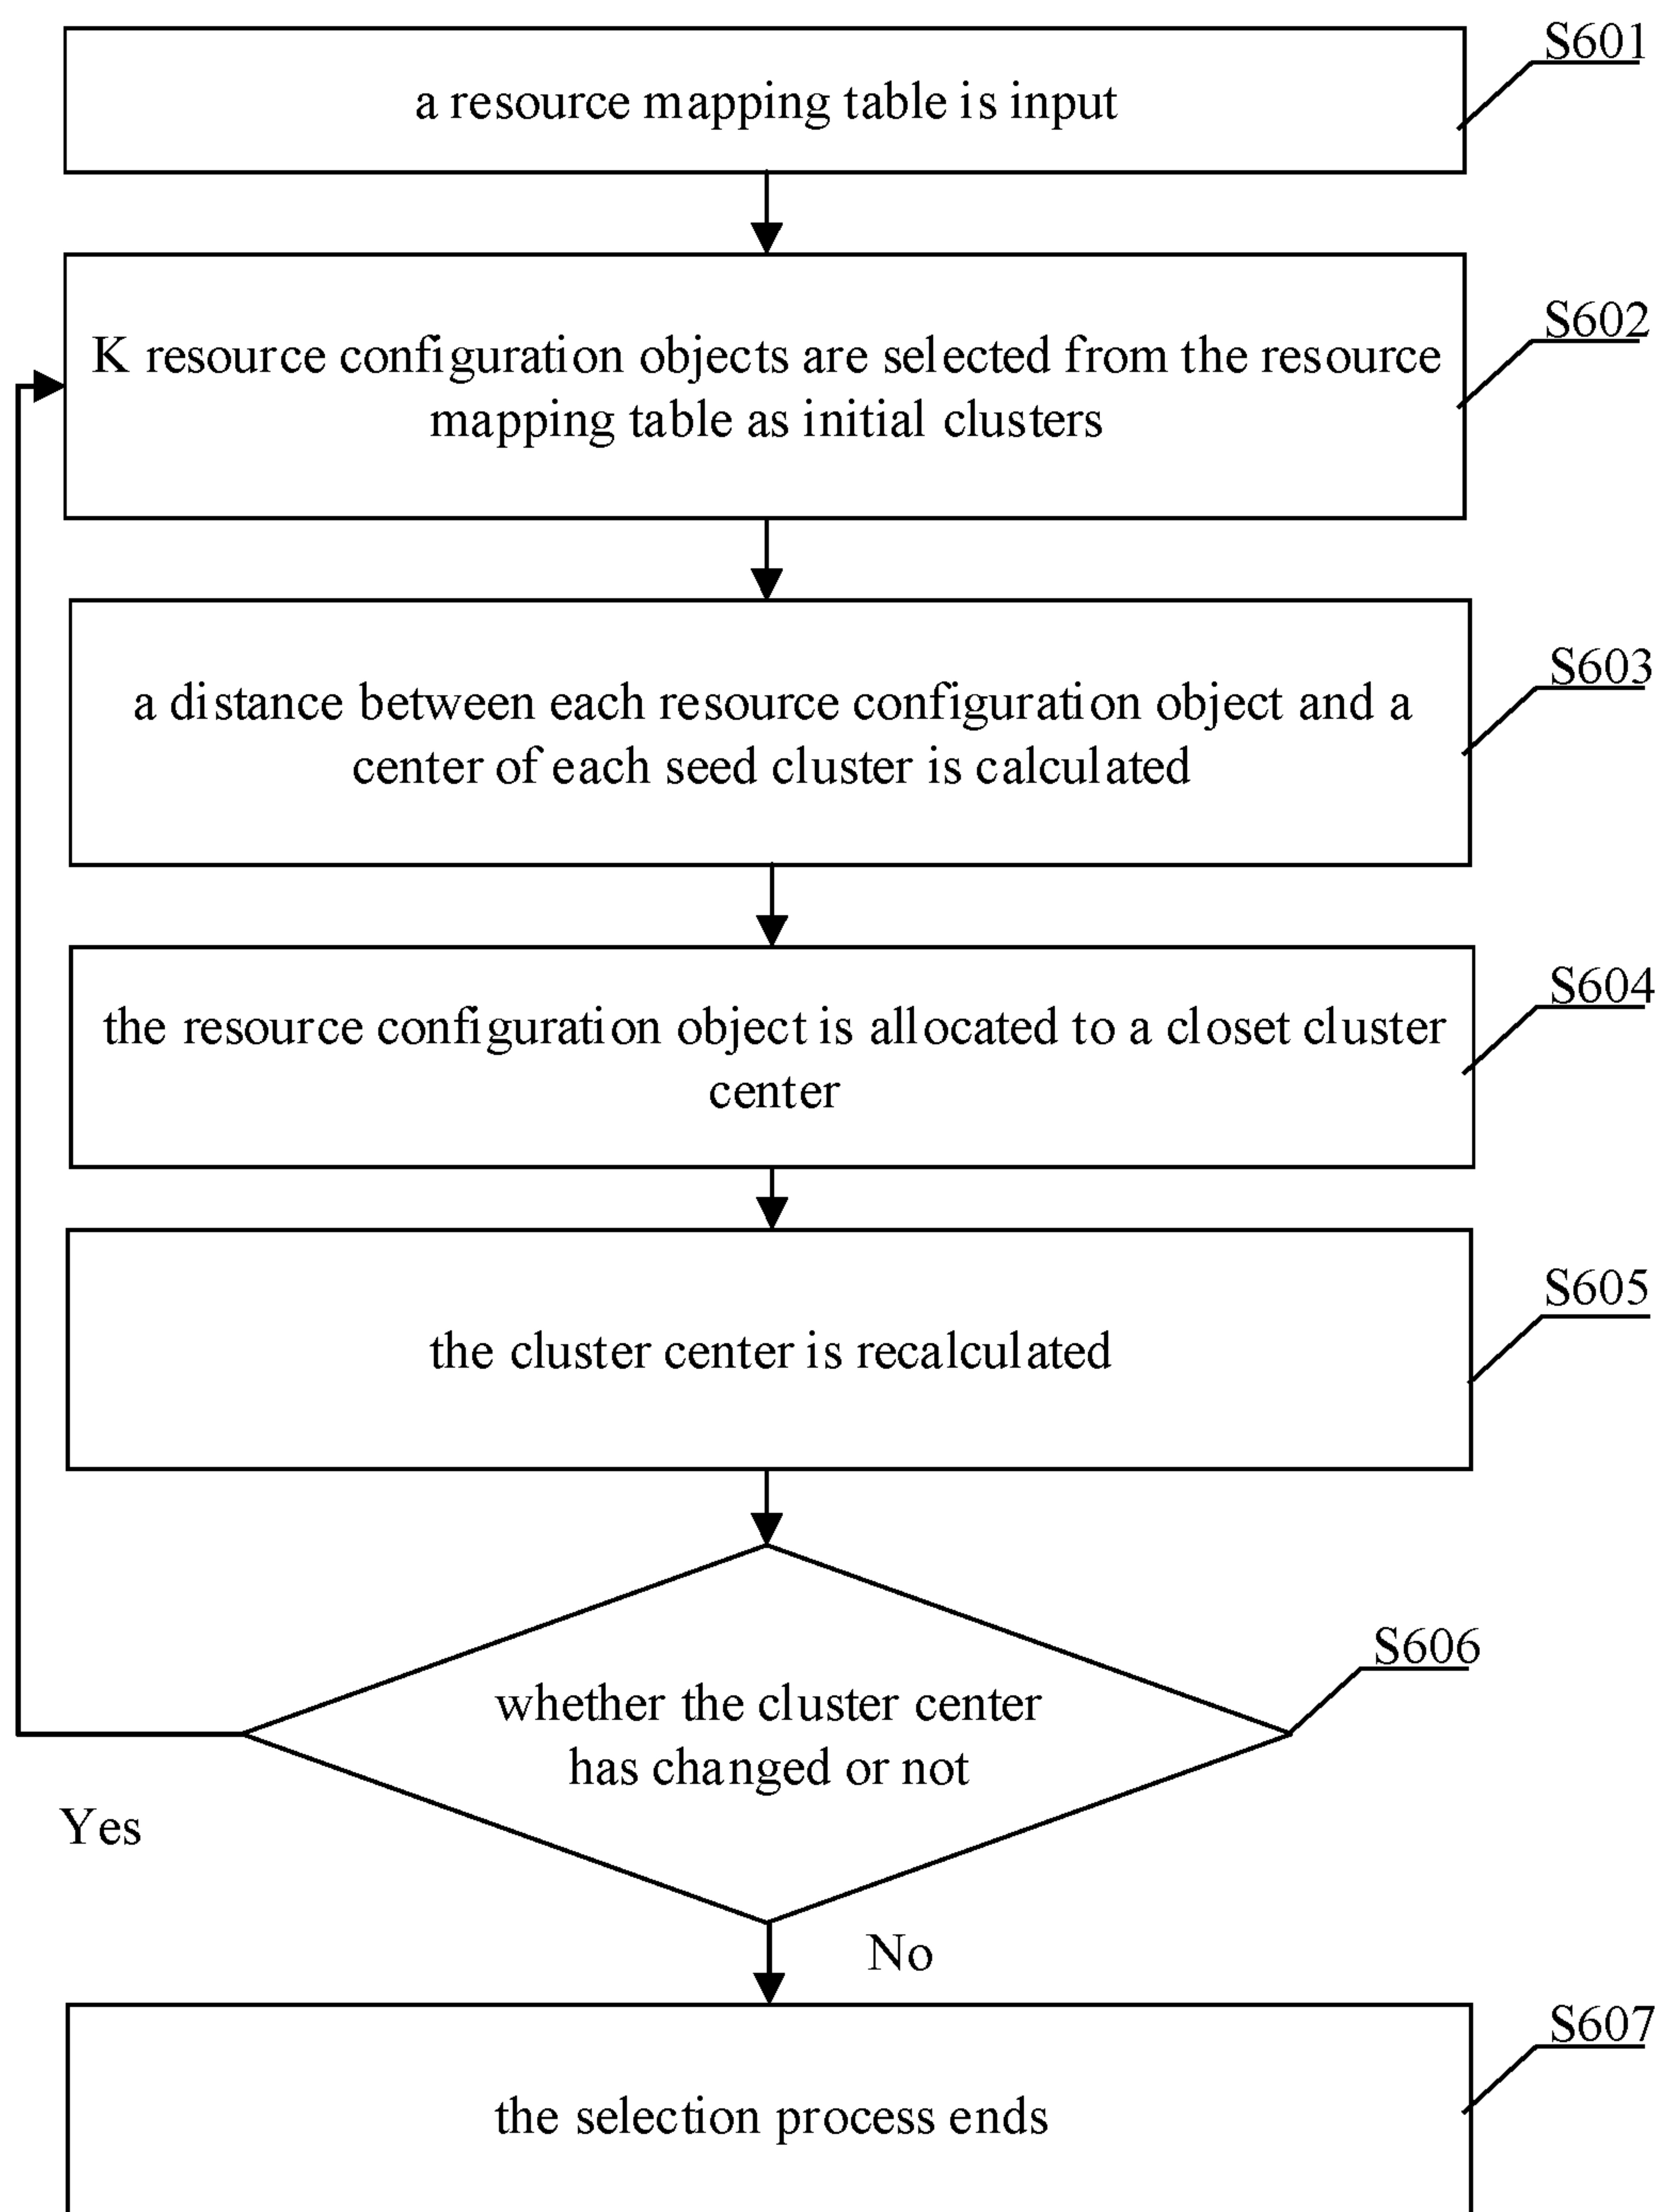 S601
a resource mapping table is input
S602
K resource configuration objects are selected from the resource
mapping table as initial clusters
S603
a distance between each resource configuration object and a
center of each seed cluster is calculated
S604
the resource configuration object is allocated to a closet cluster
center
S605
the cluster center is recalculated
S606
whether the cluster center
has changed or not
Yes
No
S607
the selection process ends